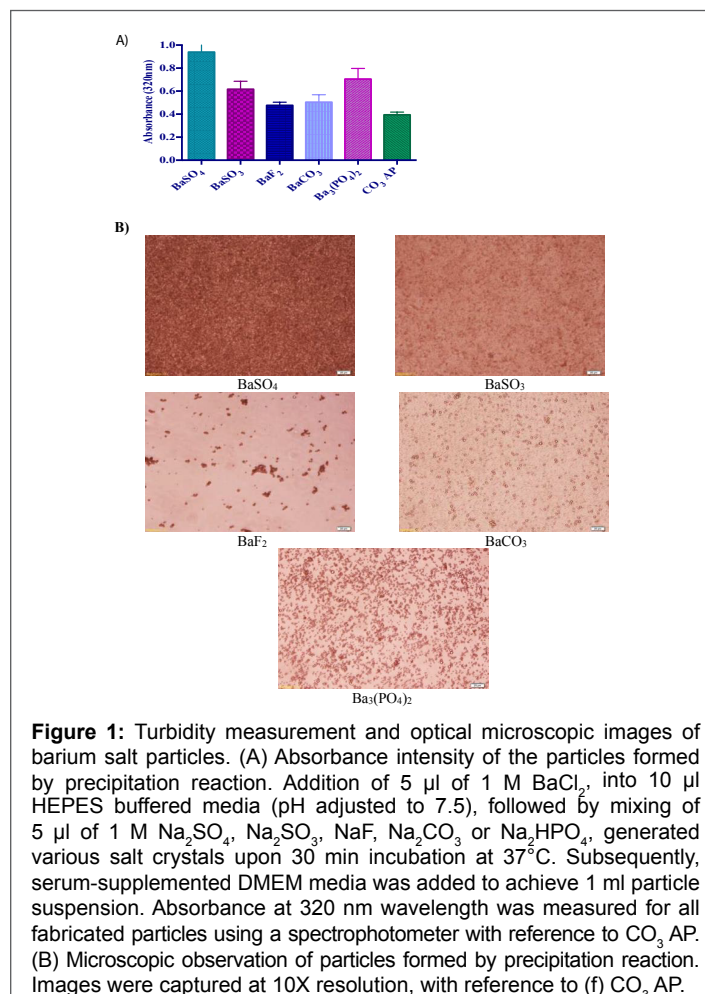 A)
1.0
0.8
0.6
0.4
0.2
0.0
Absorbance (320nm)
BaSO₄
BaSO₃
BaF₂
BaCO₃
Ba₃(PO₄)₂
CO₃ AP
B)
BaSO₄
BaSO₃
BaF₂
BaCO₃
Ba₃(PO₄)₂
Figure 1: Turbidity measurement and optical microscopic images of
barium salt particles. (A) Absorbance intensity of the particles formed
by precipitation reaction. Addition of 5 µl of 1 M BaCl₂, into 10 µl
HEPES buffered media (pH adjusted to 7.5), followed by mixing of
5 µl of 1 M Na₂SO₄, Na₂SO₃, NaF, Na₂CO₃ or Na₂HPO₄, generated
various salt crystals upon 30 min incubation at 37°C. Subsequently,
serum-supplemented DMEM media was added to achieve 1 ml particle
suspension. Absorbance at 320 nm wavelength was measured for all
fabricated particles using a spectrophotometer with reference to CO₃ AP.
(B) Microscopic observation of particles formed by precipitation reaction.
Images were captured at 10X resolution, with reference to (f) CO₃ AP.